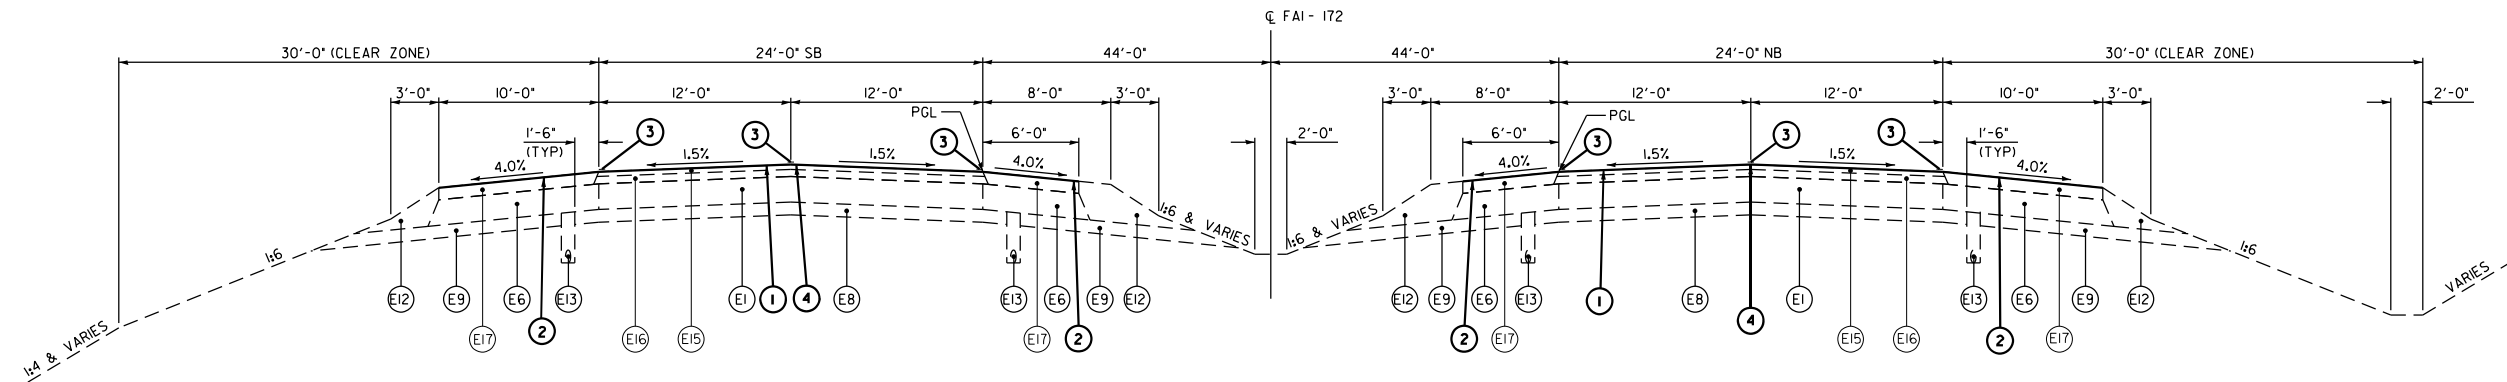 ℄ FAI - 172
30'-0" (CLEAR ZONE) 24'-0" SB 44'-0" 44'-0" 24'-0" NB 30'-0" (CLEAR ZONE)
3'-0" 10'-0" 12'-0" 12'-0" 8'-0" 3'-0" 3'-0" 8'-0" 12'-0" 12'-0" 10'-0" 3'-0" 2'-0"
PGL PGL
1'-6" 3 3 3 6'-0" 2'-0" 6'-0" 3 3 3 1'-6"
(TYP) (TYP)
4.0% 1.5% 1.5% 4.0% 4.0% 1.5% 1.5% 4.0%
1:6 1:6 & VARIES 1:6 & VARIES 1:6 VARIES
E12 E9 E6 E13 E1 1 4 E8 E13 E6 E9 E12 E12 E9 E6 E13 1 E8 E1 E13 E6 E9 E12
4
E17 2 E16 E15 E17 2 2 E17 E15 E16 2 E17
1:4 & VARIES